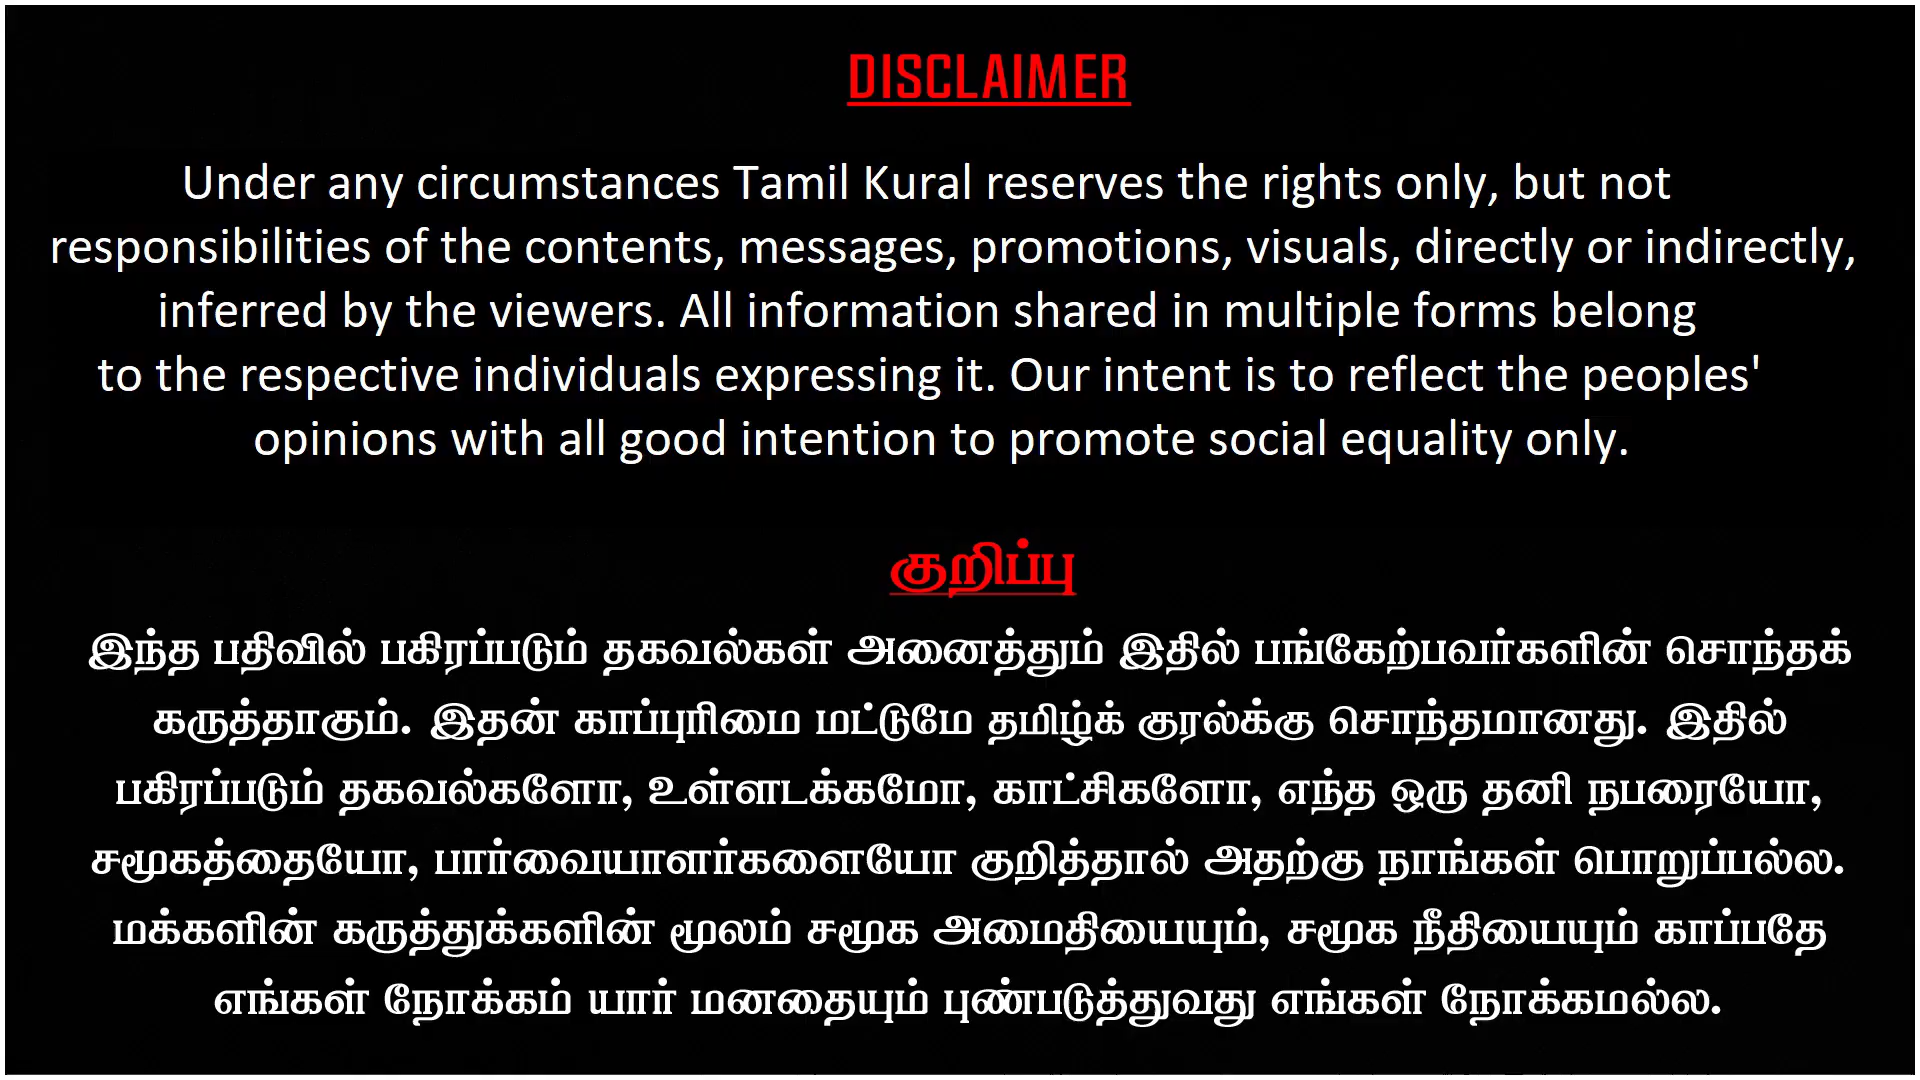 DISCLAIMER
Under any circumstances Tamil Kural reserves the rights only, but not
responsibilities of the contents, messages, promotions, visuals, directly or indirectly,
inferred by the viewers. All information shared in multiple forms belong
to the respective individuals expressing it. Our intent is to reflect the peoples'
opinions with all good intention to promote social equality only.
குறிப்பு
இந்த பதிவில் பகிரப்படும் தகவல்கள் அனைத்தும் இதில் பங்கேற்பவர்களின் சொந்தக்
கருத்தாகும். இதன் காப்புரிமை மட்டுமே தமிழ்க் குரல்க்கு சொந்தமானது. இதில்
பகிரப்படும் தகவல்களோ, உள்ளடக்கமோ, காட்சிகளோ, எந்த ஒரு தனி நபரையோ,
சமூகத்தையோ, பார்வையாளர்களையோ குறித்தால் அதற்கு நாங்கள் பொறுப்பல்ல.
மக்களின் கருத்துக்களின் மூலம் சமூக அமைதியையும், சமூக நீதியையும் காப்பதே
எங்கள் நோக்கம் யார் மனதையும் புண்படுத்துவது எங்கள் நோக்கமல்ல.